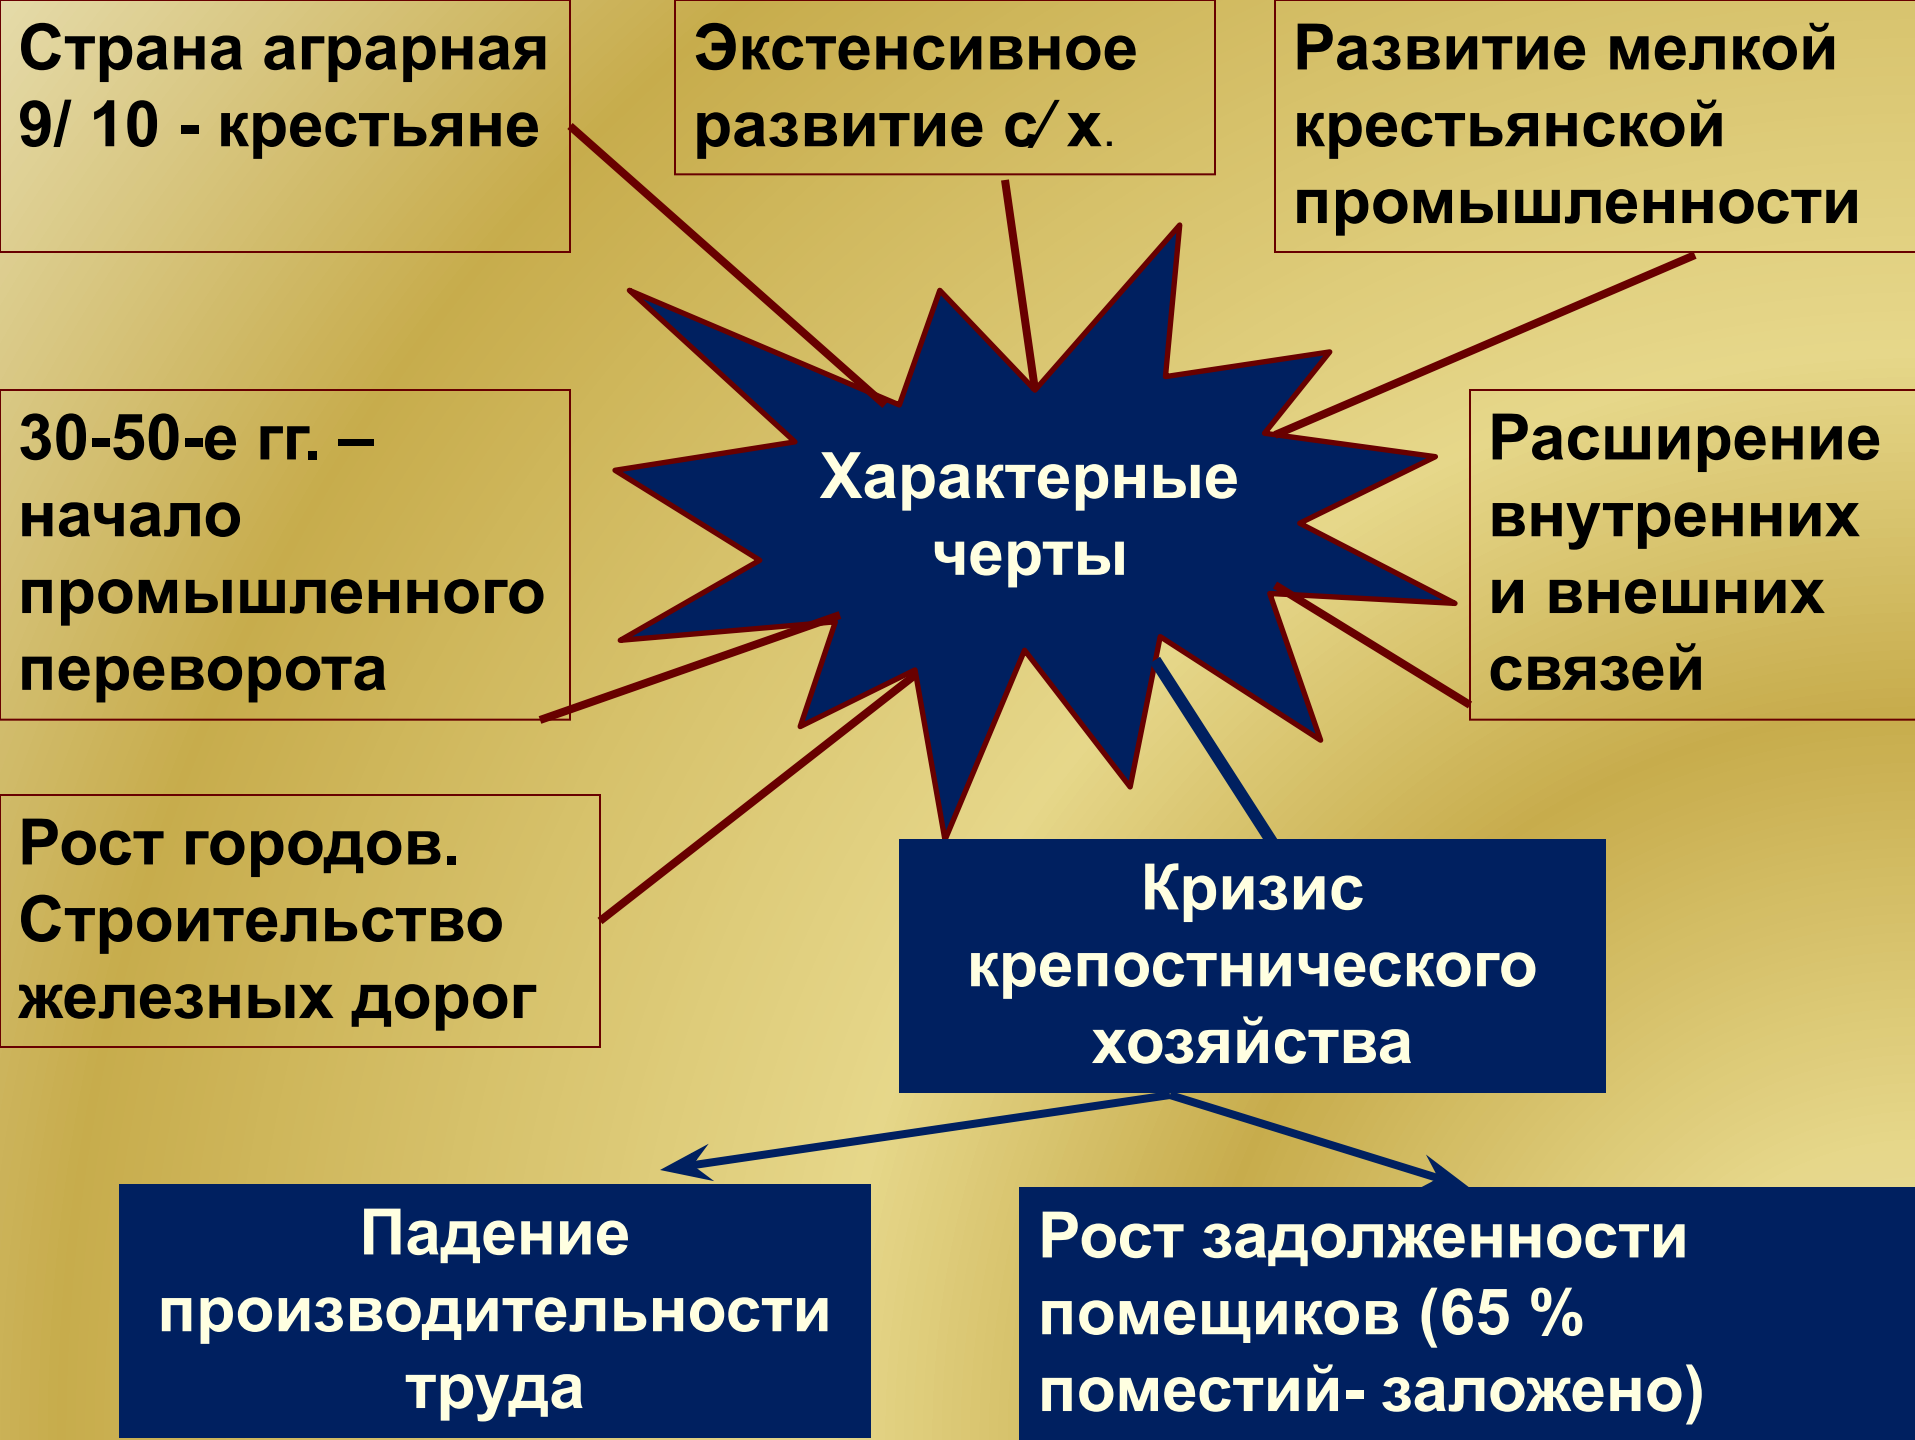 Страна аграрная
9/ 10 - крестьяне
Экстенсивное
развитие с/ х.
Развитие мелкой
крестьянской
промышленности
30-50-е гг. –
начало
промышленного
переворота
Характерные
черты
Расширение
внутренних
и внешних
связей
Рост городов.
Строительство
железных дорог
Кризис
крепостнического
хозяйства
Падение
производительности
труда
Рост задолженности
помещиков (65 %
поместий- заложено)